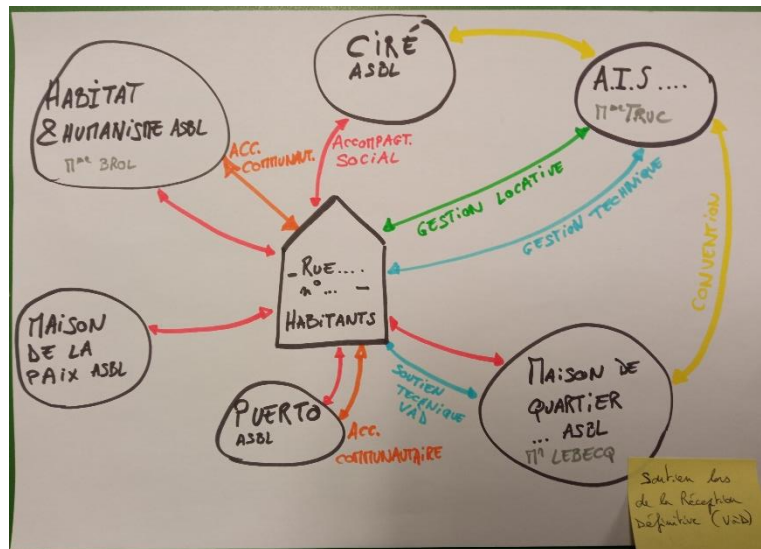 CIRÉ
ASBL
HABITAT
& HUMANISME ASBL
Mme BROL
A.I.S ....
Mme TRUC
ACC.
COMMUNAUT.
ACCOMPAGT.
SOCIAL
GESTION LOCATIVE
GESTION TECHNIQUE
CONVENTION
- RUE.....
n° ... -
HABITANTS
MAISON
DE LA
PAIX ASBL
PUERTO
ASBL
ACC.
COMMUNAUTAIRE
SOUTIEN
TECHNIQUE
VAD
MAISON DE
QUARTIER
... ASBL
Mr LEBECQ
Soutien lors
de la Réception
Définitive (VàD)